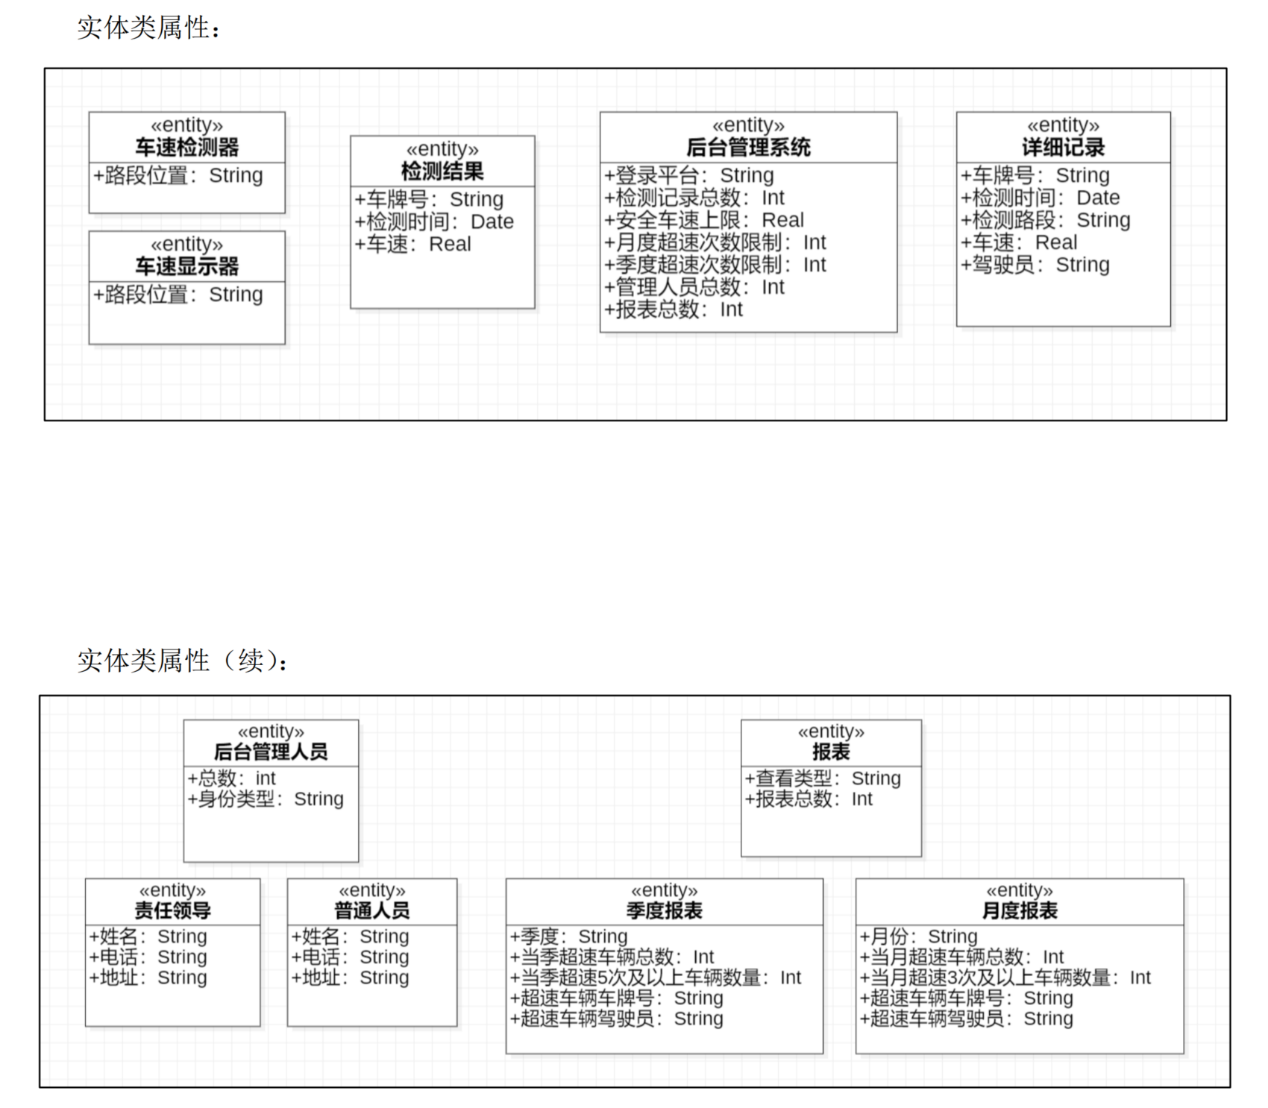 实体类属性：
«entity»
车速检测器
+路段位置：String
«entity»
车速显示器
+路段位置：String
«entity»
检测结果
+车牌号：String
+检测时间：Date
+车速：Real
«entity»
后台管理系统
+登录平台：String
+检测记录总数：Int
+安全车速上限：Real
+月度超速次数限制：Int
+季度超速次数限制：Int
+管理人员总数：Int
+报表总数：Int
«entity»
详细记录
+车牌号：String
+检测时间：Date
+检测路段：String
+车速：Real
+驾驶员：String
实体类属性（续）：
«entity»
后台管理人员
+总数：int
+身份类型：String
«entity»
报表
+查看类型：String
+报表总数：Int
«entity»
责任领导
+姓名：String
+电话：String
+地址：String
«entity»
普通人员
+姓名：String
+电话：String
+地址：String
«entity»
季度报表
+季度：String
+当季超速车辆总数：Int
+当季超速5次及以上车辆数量：Int
+超速车辆车牌号：String
+超速车辆驾驶员：String
«entity»
月度报表
+月份：String
+当月超速车辆总数：Int
+当月超速3次及以上车辆数量：Int
+超速车辆车牌号：String
+超速车辆驾驶员：String